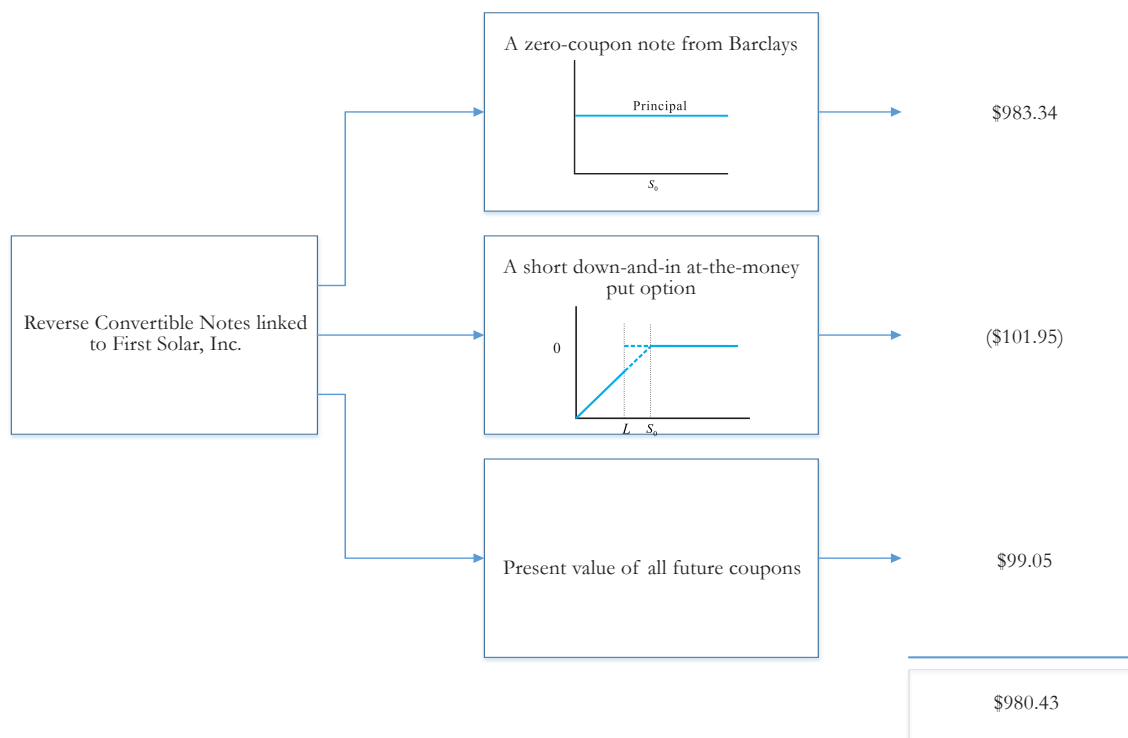 A zero-coupon note from Barclays
Principal
S₀
$983.34
Reverse Convertible Notes linked
to First Solar, Inc.
A short down-and-in at-the-money
put option
0
L S₀
($101.95)
Present value of all future coupons
$99.05
$980.43